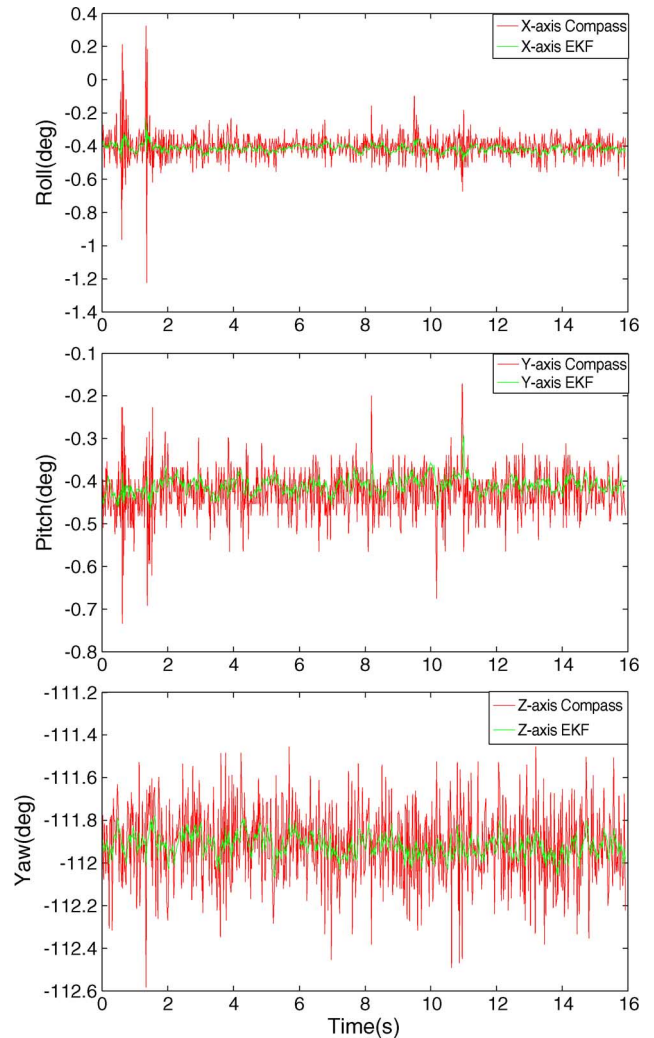 0.4
0.2
0
-0.2
-0.4
-0.6
-0.8
-1
-1.2
-1.4
Roll(deg)
X-axis Compass
X-axis EKF
0 2 4 6 8 10 12 14 16
-0.1
-0.2
-0.3
-0.4
-0.5
-0.6
-0.7
-0.8
Pitch(deg)
Y-axis Compass
Y-axis EKF
0 2 4 6 8 10 12 14 16
-111.2
-111.4
-111.6
-111.8
-112
-112.2
-112.4
-112.6
Yaw(deg)
Z-axis Compass
Z-axis EKF
0 2 4 6 8 10 12 14 16
Time(s)